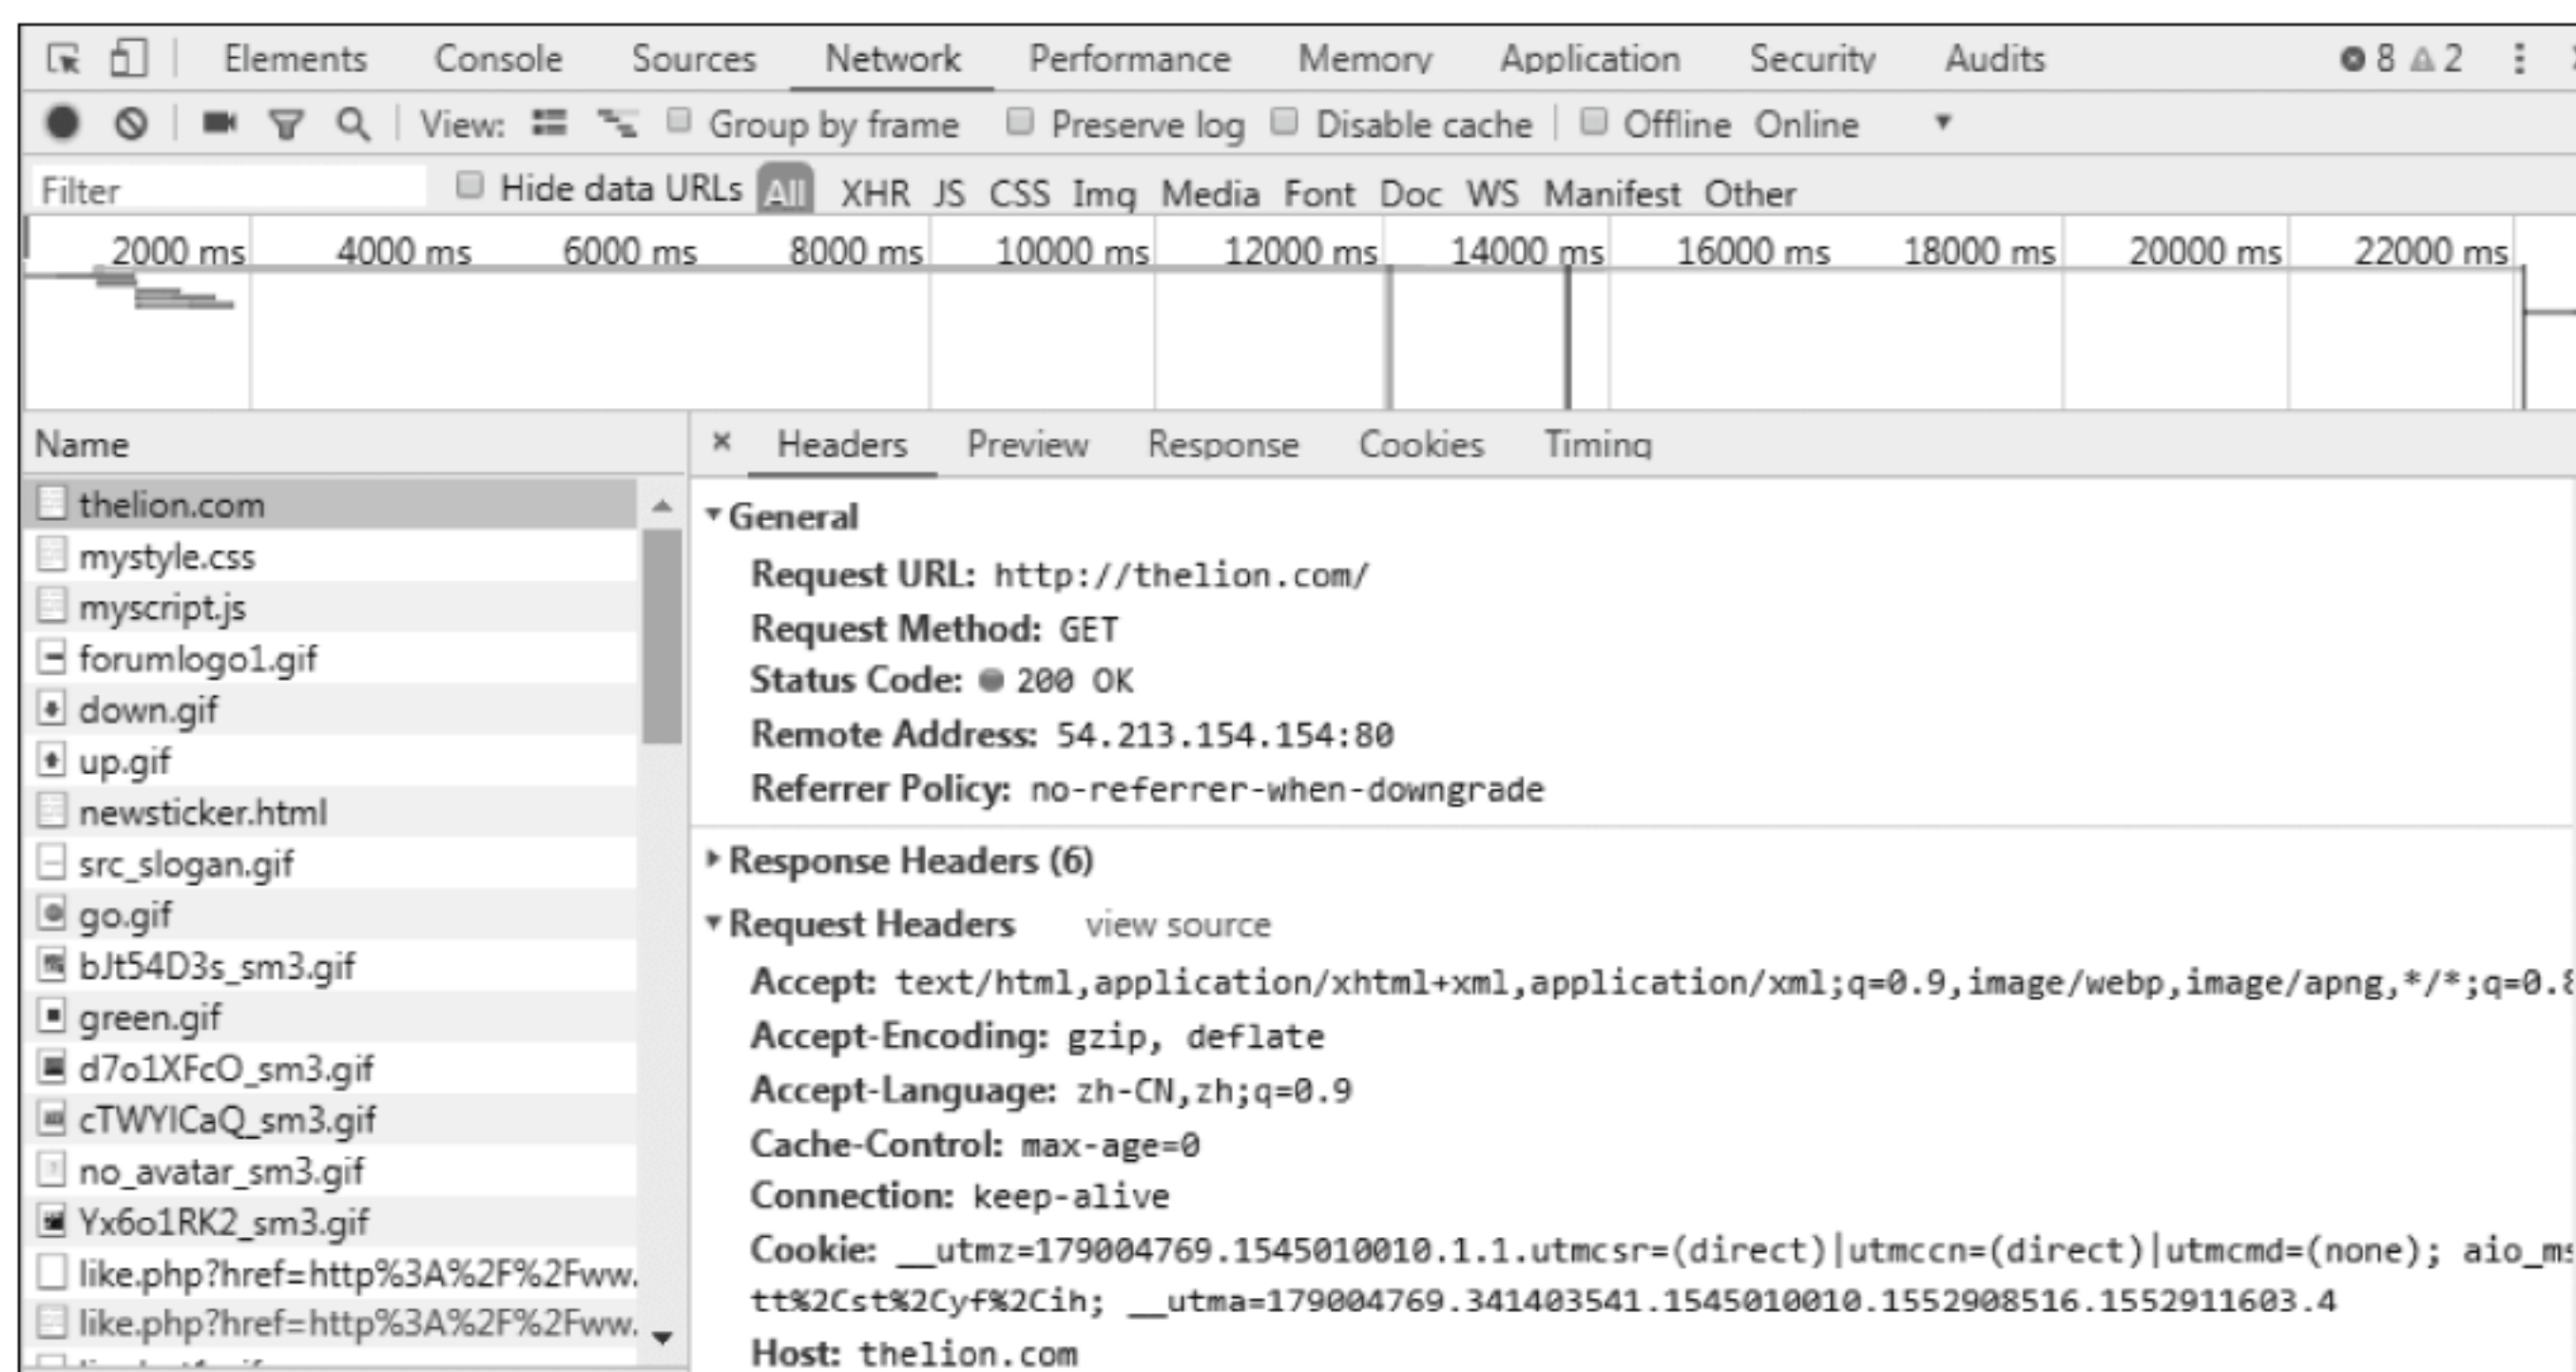 Elements Console Sources Network Performance Memory Application Security Audits 8 2
View: Group by frame Preserve log Disable cache Offline Online
Filter Hide data URLs All XHR JS CSS Img Media Font Doc WS Manifest Other
2000 ms 4000 ms 6000 ms 8000 ms 10000 ms 12000 ms 14000 ms 16000 ms 18000 ms 20000 ms 22000 ms
Name
thelion.com
mystyle.css
myscript.js
forumlogo1.gif
down.gif
up.gif
newsticker.html
src_slogan.gif
go.gif
bJt54D3s_sm3.gif
green.gif
d7o1XFcO_sm3.gif
cTWYICaQ_sm3.gif
no_avatar_sm3.gif
Yx6o1RK2_sm3.gif
like.php?href=http%3A%2F%2Fww.
like.php?href=http%3A%2F%2Fww.
× Headers Preview Response Cookies Timing
General
Request URL: http://thelion.com/
Request Method: GET
Status Code: 200 OK
Remote Address: 54.213.154.154:80
Referrer Policy: no-referrer-when-downgrade
Response Headers (6)
Request Headers view source
Accept: text/html,application/xhtml+xml,application/xml;q=0.9,image/webp,image/apng,*/*;q=0.8
Accept-Encoding: gzip, deflate
Accept-Language: zh-CN,zh;q=0.9
Cache-Control: max-age=0
Connection: keep-alive
Cookie: __utmz=179004769.1545010010.1.1.utmcsr=(direct)|utmccn=(direct)|utmcmd=(none); aio_ms
tt%2Cst%2Cyf%2Cih; __utma=179004769.341403541.1545010010.1552908516.1552911603.4
Host: thelion.com